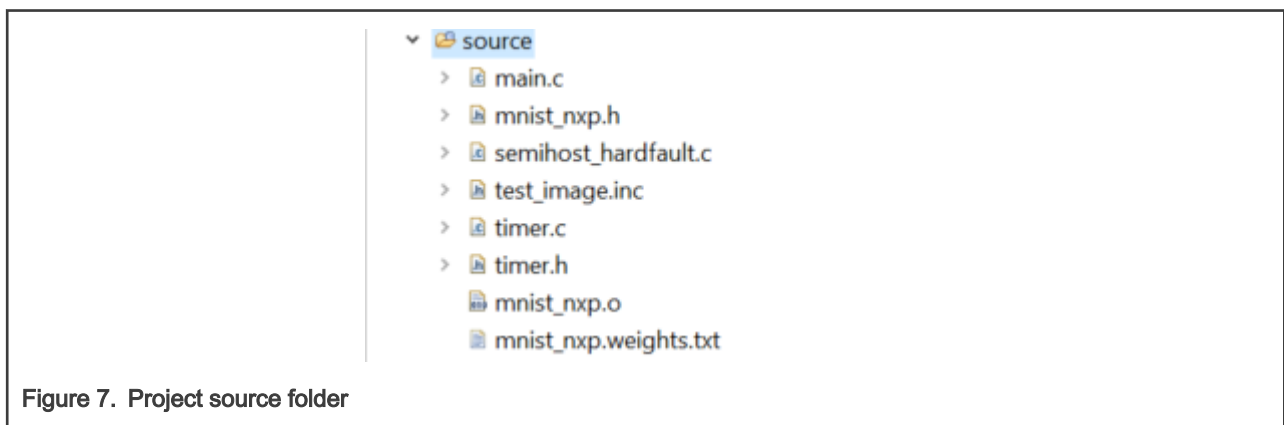 source
main.c
mnist_nxp.h
semihost_hardfault.c
test_image.inc
timer.c
timer.h
mnist_nxp.o
mnist_nxp.weights.txt
Figure 7. Project source folder